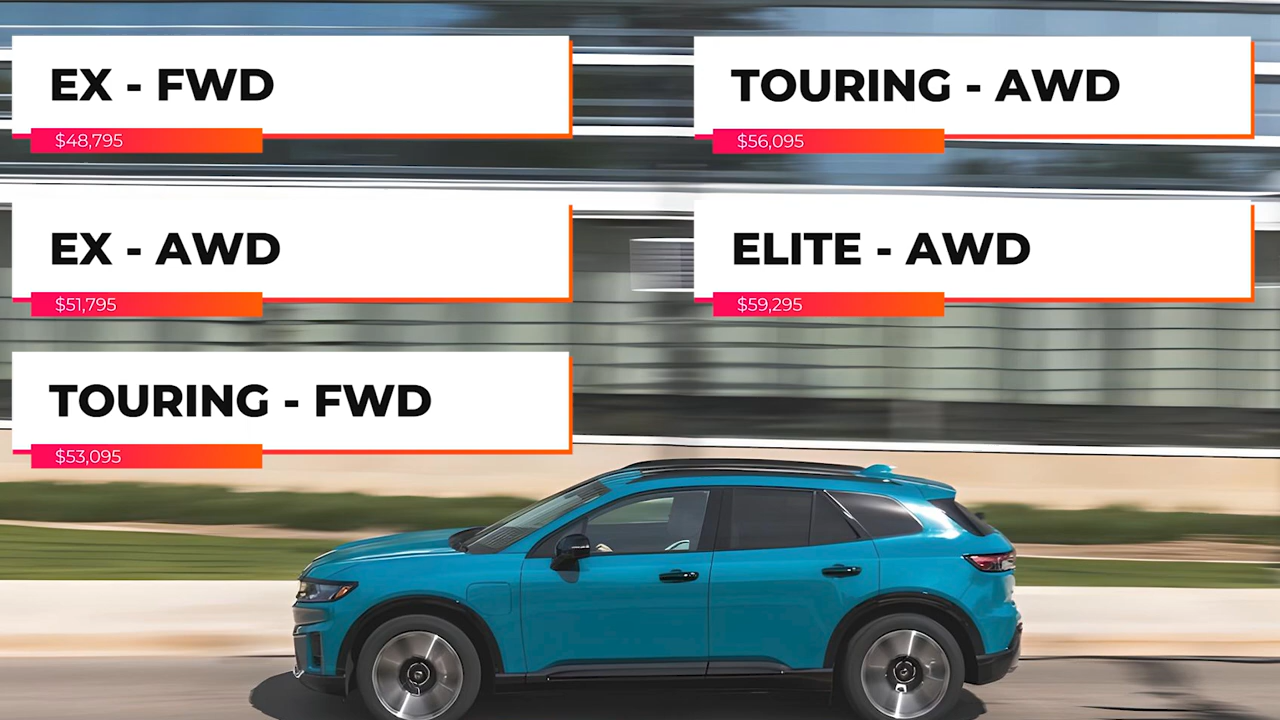 EX - FWD
$48,795
EX - AWD
$51,795
TOURING - FWD
$53,095
TOURING - AWD
$56,095
ELITE - AWD
$59,295